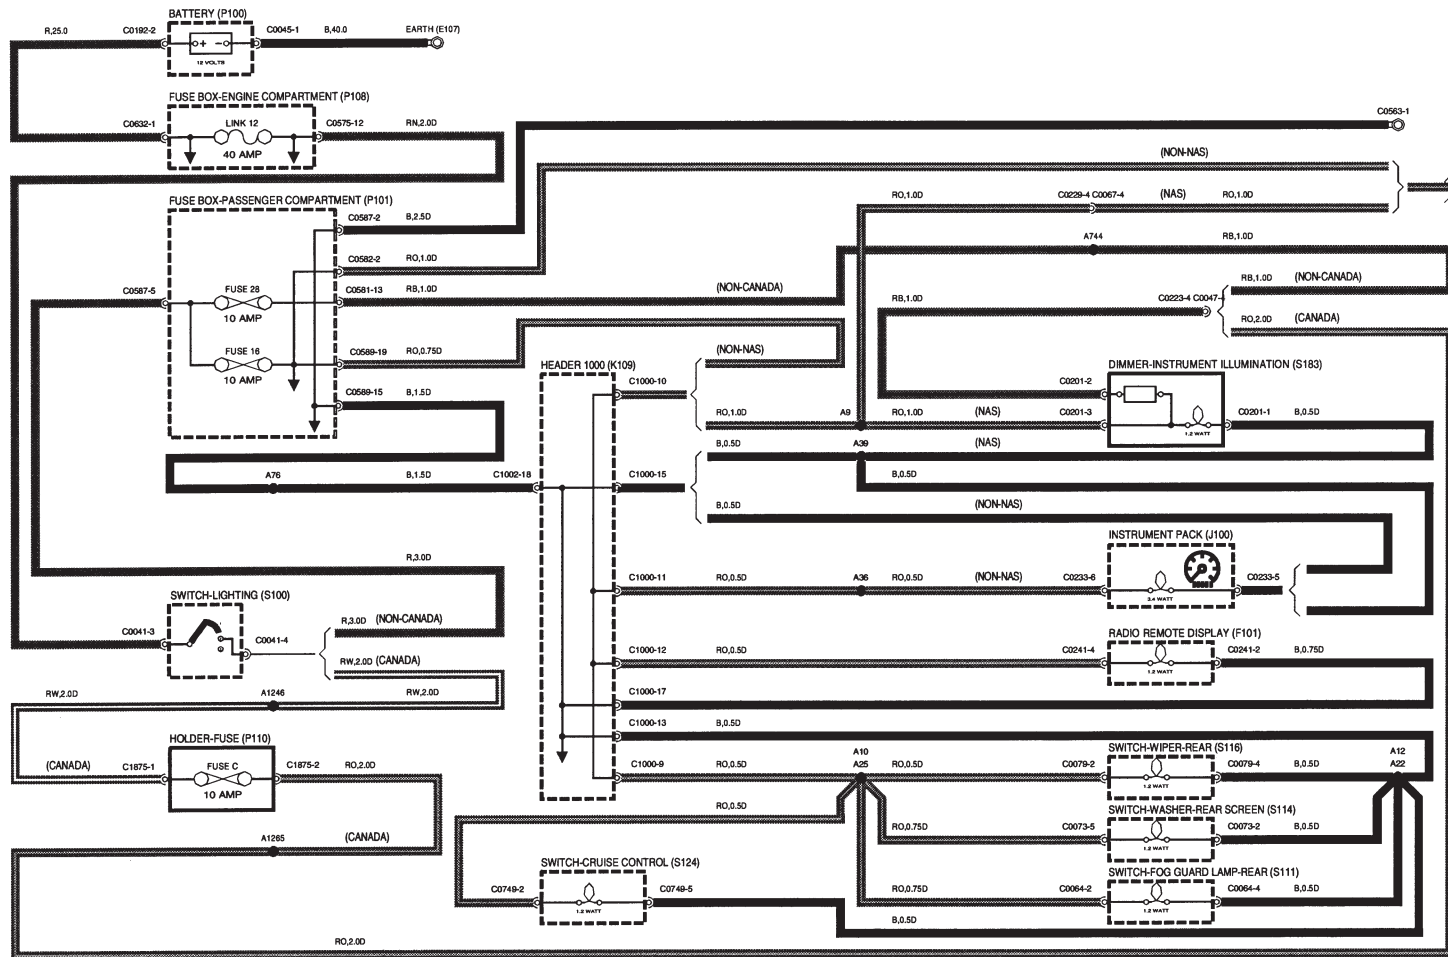 BATTERY (P100)
R,25.0 C0192-2 C0045-1 B,40.0 EARTH (E107)
12 VOLTS
FUSE BOX-ENGINE COMPARTMENT (P108)
C0632-1 LINK 12 C0575-12 RN,2.0D
40 AMP
C0563-1
(NON-NAS)
RO,1.0D C0229-4 C0067-4 (NAS) RO,1.0D
FUSE BOX-PASSENGER COMPARTMENT (P101)
C0587-2 B,2.5D
A744 RB,1.0D
C0582-2 RO,1.0D
RB,1.0D (NON-CANADA)
C0587-5 FUSE 28 C0581-13 RB,1.0D (NON-CANADA)
10 AMP
RB,1.0D C0223-4 C0047-4
RO,2.0D (CANADA)
FUSE 16 C0589-19 RO,0.75D (NON-NAS)
10 AMP
HEADER 1000 (K109)
DIMMER-INSTRUMENT ILLUMINATION (S183)
C0589-15 B,1.5D
C1000-10 C0201-2
RO,1.0D A9 RO,1.0D (NAS) C0201-3 C0201-1 B,0.5D
1.2 WATT
B,0.5D A39 (NAS)
A76 B,1.5D C1002-18 C1000-15 B,0.5D
B,0.5D (NON-NAS)
INSTRUMENT PACK (J100)
R,3.0D
C1000-11 RO,0.5D A36 RO,0.5D (NON-NAS) C0233-6 C0233-5
3.4 WATT
SWITCH-LIGHTING (S100)
R,3.0D (NON-CANADA)
C0041-3 C0041-4
RADIO REMOTE DISPLAY (F101)
C1000-12 RO,0.5D C0241-4 C0241-2 B,0.75D
1.2 WATT
RW,2.0D (CANADA)
RW,2.0D A1246 RW,2.0D C1000-17
C1000-13 B,0.5D
HOLDER-FUSE (P110)
SWITCH-WIPER-REAR (S116)
A10 A12
(CANADA) C1875-1 FUSE C C1875-2 RO,2.0D C1000-9 RO,0.5D A25 RO,0.5D C0079-2 C0079-4 B,0.5D A22
1.2 WATT
10 AMP
RO,0.5D
SWITCH-WASHER-REAR SCREEN (S114)
RO,0.75D C0073-5 C0073-2 B,0.5D
A1265 (CANADA)
1.2 WATT
SWITCH-CRUISE CONTROL (S124)
SWITCH-FOG GUARD LAMP-REAR (S111)
C0749-2 C0749-5 RO,0.75D C0064-2 C0064-4 B,0.5D
1.2 WATT
1.2 WATT
B,0.5D
RO,2.0D